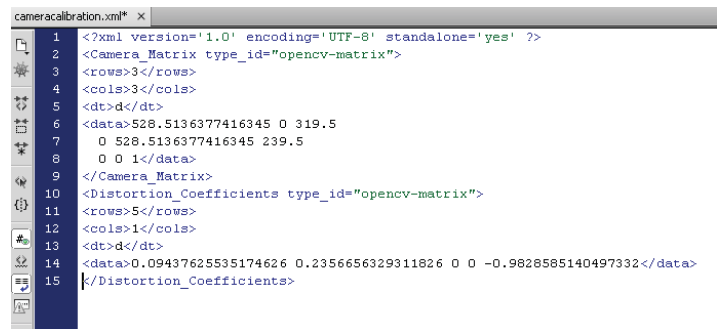 cameracalibration.xml* ×
1 <?xml version='1.0' encoding='UTF-8' standalone='yes' ?>
2 <Camera_Matrix type_id="opencv-matrix">
3 <rows>3</rows>
4 <cols>3</cols>
5 <dt>d</dt>
6 <data>528.5136377416345 0 319.5
7 0 528.5136377416345 239.5
8 0 0 1</data>
9 </Camera_Matrix>
10 <Distortion_Coefficients type_id="opencv-matrix">
11 <rows>5</rows>
12 <cols>1</cols>
13 <dt>d</dt>
14 <data>0.09437625535174626 0.2356656329311826 0 0 -0.9828585140497332</data>
15 </Distortion_Coefficients>